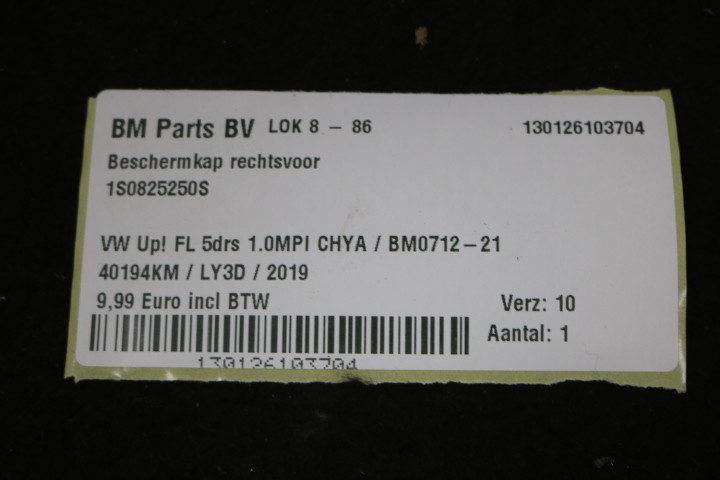 BM Parts BV LOK 8 - 86 130126103704
Beschermkap rechtsvoor
1S0825250S
VW Up! FL 5drs 1.0MPI CHYA / BM0712-21
40194KM / LY3D / 2019
9,99 Euro incl BTW Verz: 10
Aantal: 1
130126103704